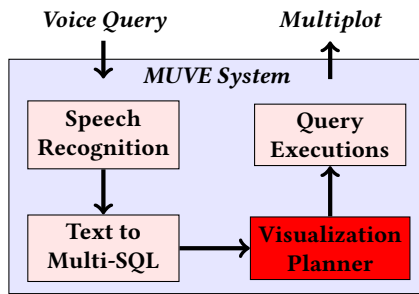 Voice Query
Multiplot
MUVE System
Speech
Recognition
Query
Executions
Text to
Multi-SQL
Visualization
Planner